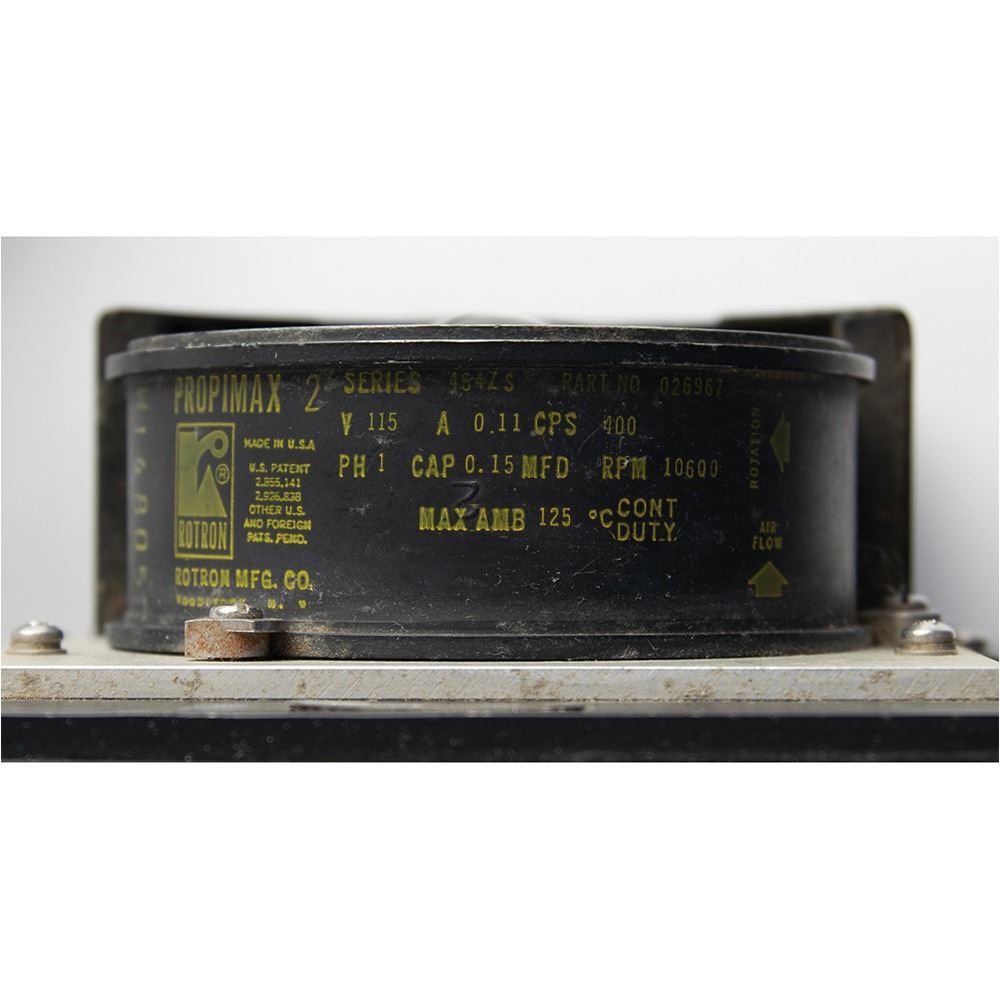 PROPIMAX 2 SERIES 464ZS PART NO. 026967
V 115 A 0.11 CPS 400
PH 1 CAP 0.15 MFD RPM 10600
MAX AMB 125 °C CONT DUTY
®
ROTRON
MADE IN U.S.A
U.S. PATENT
2,855,141
2,926,838
OTHER U.S.
AND FOREIGN
PATS. PEND.
ROTRON MFG. CO.
WOODSTOCK, N. Y.
ROTATION
AIR
FLOW